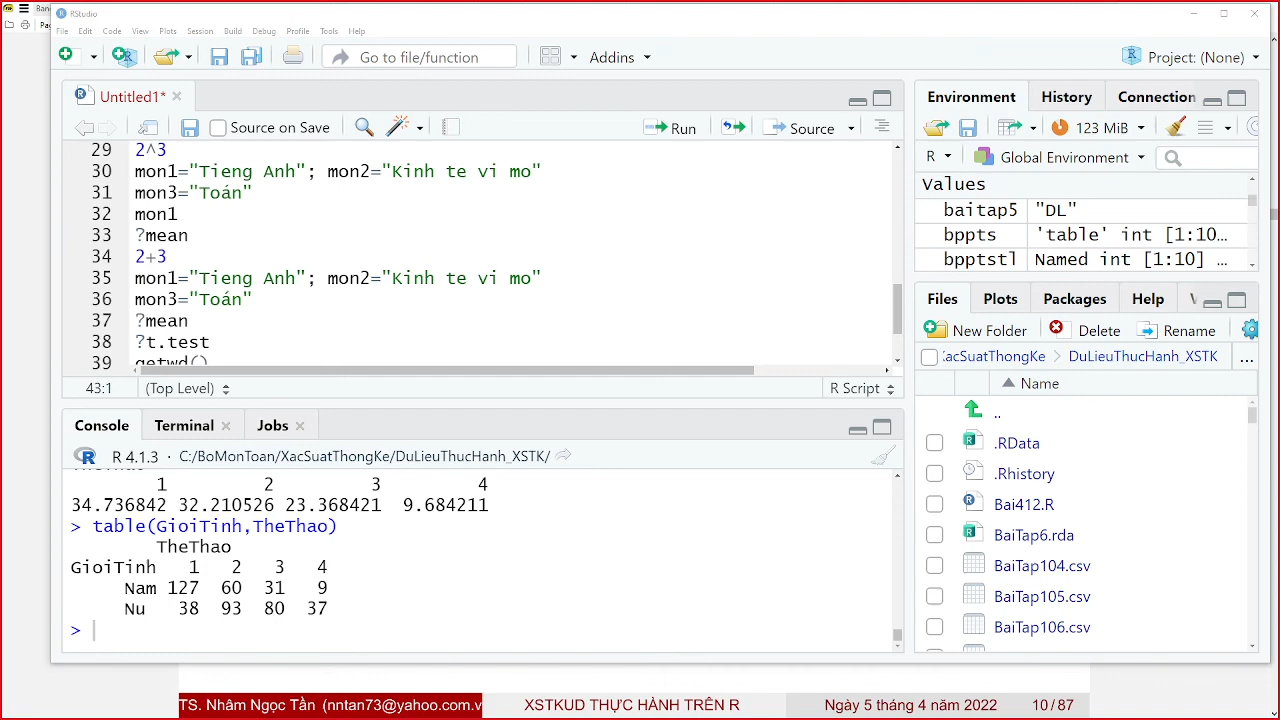 Ban
Pa
RStudio
File Edit Code View Plots Session Build Debug Profile Tools Help
Go to file/function Addins Project: (None)
Untitled1*
Source on Save Run Source
29 2^3
30 mon1="Tieng Anh"; mon2="Kinh te vi mo"
31 mon3="Toán"
32 mon1
33 ?mean
34 2+3
35 mon1="Tieng Anh"; mon2="Kinh te vi mo"
36 mon3="Toán"
37 ?mean
38 ?t.test
39 getwd()
43:1 (Top Level) R Script
Console Terminal Jobs
R 4.1.3 · C:/BoMonToan/XacSuatThongKe/DuLieuThucHanh_XSTK/
1 2 3 4
34.736842 32.210526 23.368421 9.684211
> table(GioiTinh,TheThao)
TheThao
GioiTinh 1 2 3 4
Nam 127 60 31 9
Nu 38 93 80 37
>
Environment History Connection
123 MiB
R Global Environment
Values
baitap5 "DL"
bppts 'table' int [1:10…
bpptstl Named int [1:10] …
Files Plots Packages Help V
New Folder Delete Rename
XacSuatThongKe > DuLieuThucHanh_XSTK ...
Name
..
.RData
.Rhistory
Bai412.R
BaiTap6.rda
BaiTap104.csv
BaiTap105.csv
BaiTap106.csv
TS. Nhâm Ngọc Tần (nntan73@yahoo.com.v XSTKUD THỰC HÀNH TRÊN R Ngày 5 tháng 4 năm 2022 10/87